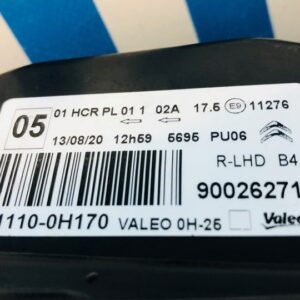 05 01 HCR PL 01 1 02A 17.5 E9 11276
13/08/20 12h59 5695 PU06
R-LHD B4
90026271
1110-0H170 VALEO 0H-25 Valeo